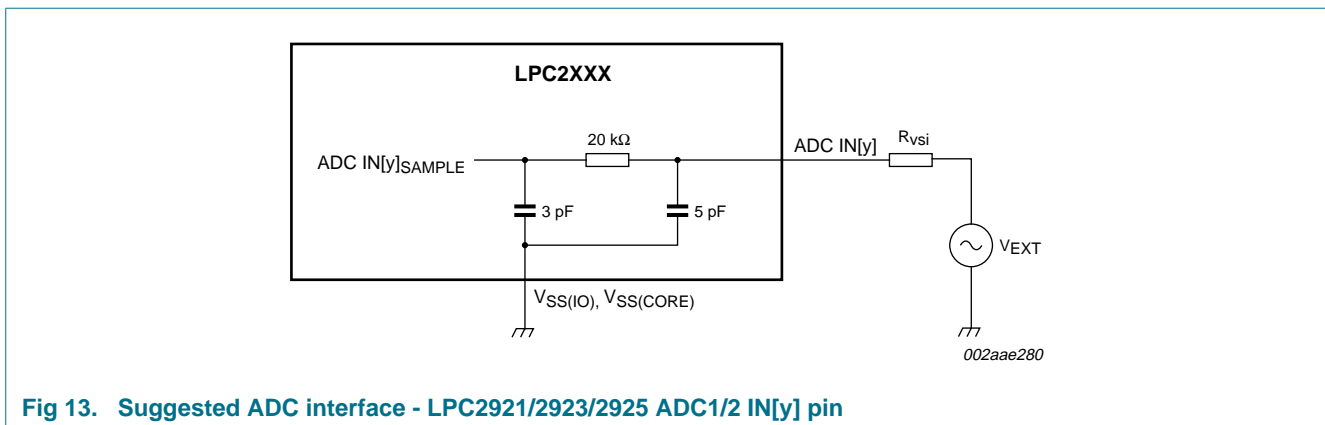 LPC2XXX
20 kΩ
ADC IN[y]
Rvsi
ADC IN[y]SAMPLE
3 pF
5 pF
VEXT
VSS(IO), VSS(CORE)
002aae280
Fig 13. Suggested ADC interface - LPC2921/2923/2925 ADC1/2 IN[y] pin